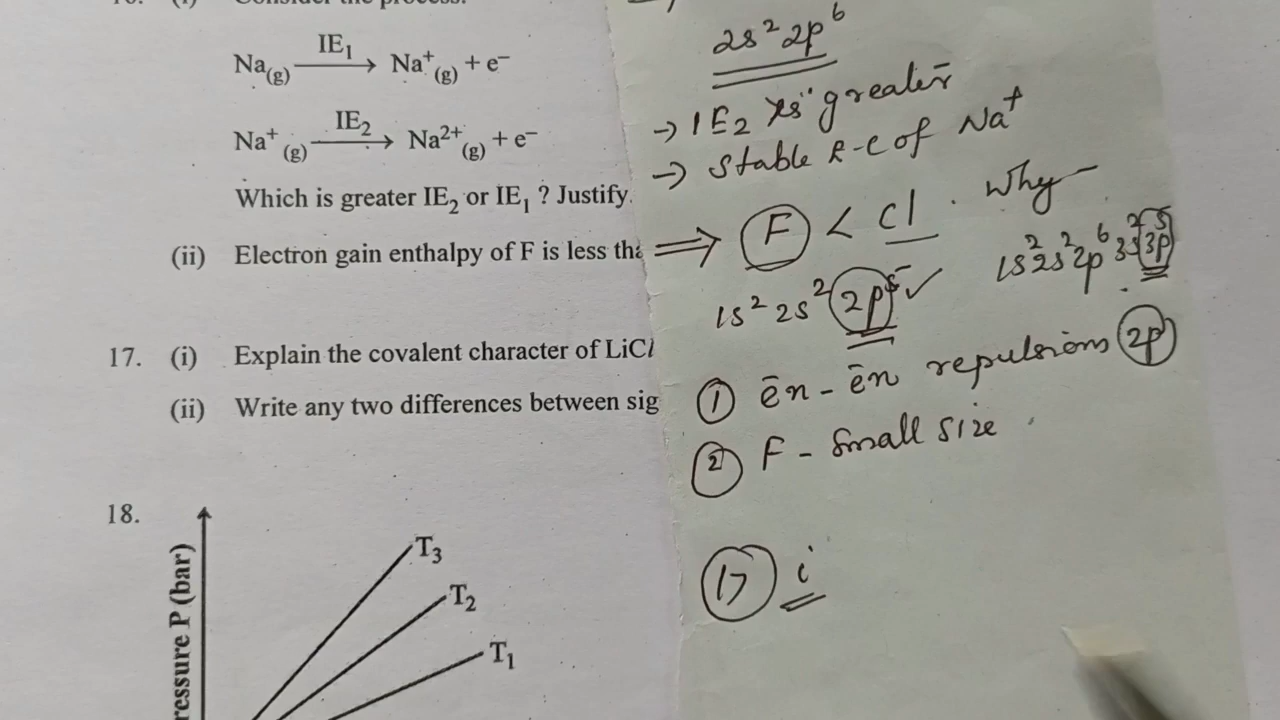 Na(g) IE₁ → Na⁺(g) + e⁻
Na⁺(g) IE₂ → Na²⁺(g) + e⁻
Which is greater IE₂ or IE₁ ? Justify.
(ii) Electron gain enthalpy of F is less tha
17. (i) Explain the covalent character of LiCl
(ii) Write any two differences between sig
18.
T₃
T₂
T₁
ressure P (bar)
2s² 2p⁶
→ IE₂ is greater
→ stable e-c of Na⁺
⇒ F < Cl . Why
1s² 2s² 2p⁵ ✓
1s² 2s² 2p⁶ 3s² 3p⁵
① ēn - ēn repulsions 2p
② F - Small size .
17 i